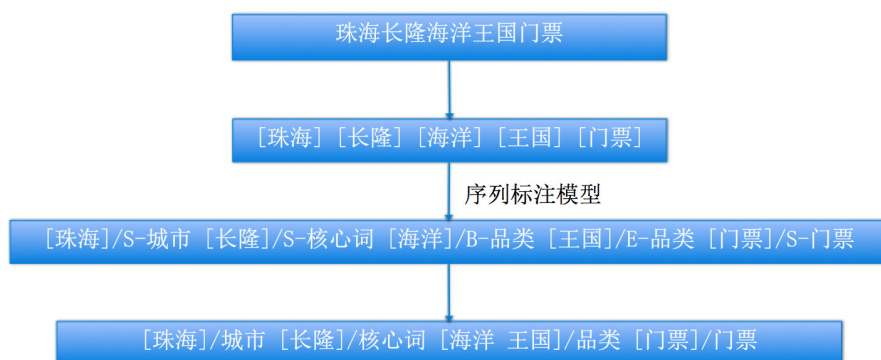 珠海长隆海洋王国门票
[珠海] [长隆] [海洋] [王国] [门票]
序列标注模型
[珠海]/S-城市 [长隆]/S-核心词 [海洋]/B-品类 [王国]/E-品类 [门票]/S-门票
[珠海]/城市 [长隆]/核心词 [海洋 王国]/品类 [门票]/门票